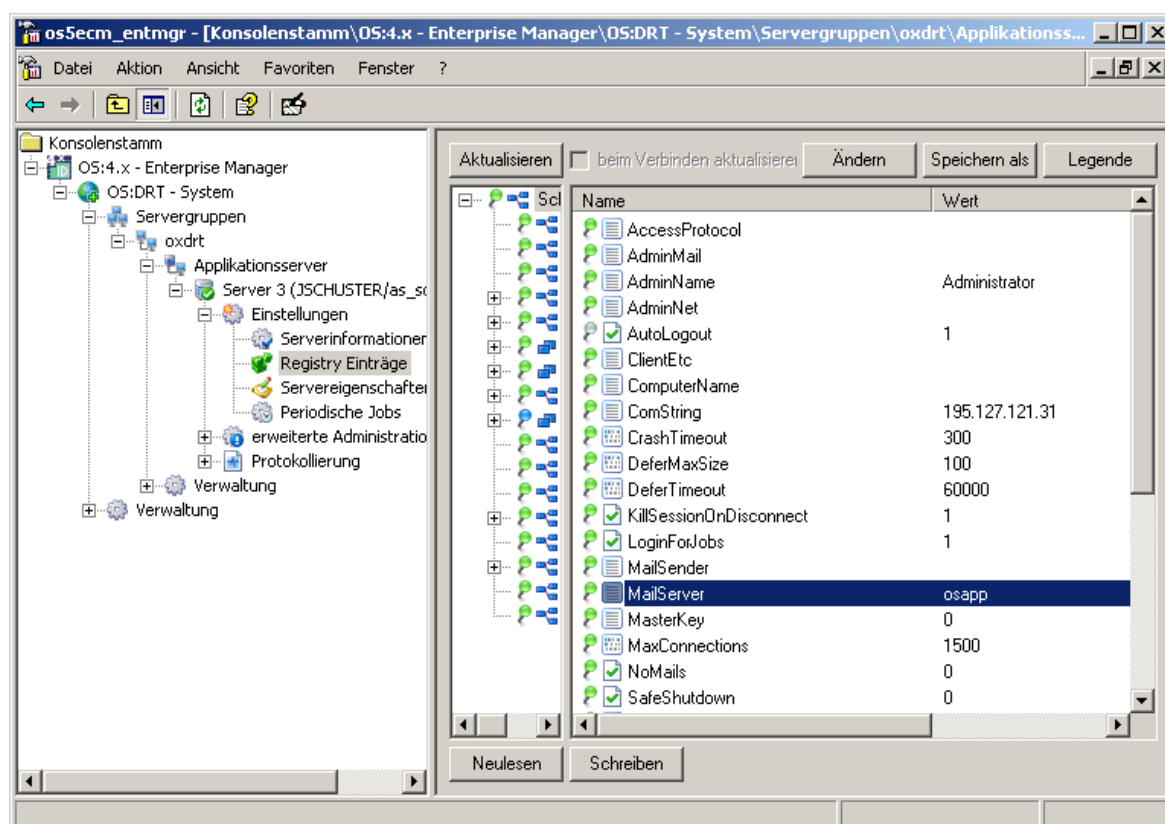 os5ecm_entmgr - [Konsolenstamm\OS:4.x - Enterprise Manager\OS:DRT - System\Servergruppen\oxdrt\Applikationss...
Datei Aktion Ansicht Favoriten Fenster ?
Konsolenstamm
OS:4.x - Enterprise Manager
OS:DRT - System
Servergruppen
oxdrt
Applikationsserver
Server 3 (JSCHUSTER/as_sc
Einstellungen
Serverinformationen
Registry Einträge
Servereigenschaften
Periodische Jobs
erweiterte Administratio
Protokollierung
Verwaltung
Verwaltung
Aktualisieren beim Verbinden aktualisieren Ändern Speichern als Legende
Scl
Name Wert
AccessProtocol
AdminMail
AdminName Administrator
AdminNet
AutoLogout 1
ClientEtc
ComputerName
ComString 195.127.121.31
CrashTimeout 300
DeferMaxSize 100
DeferTimeout 60000
KillSessionOnDisconnect 1
LoginForJobs 1
MailSender
MailServer osapp
MasterKey 0
MaxConnections 1500
NoMails 0
SafeShutdown 0
Neulesen Schreiben